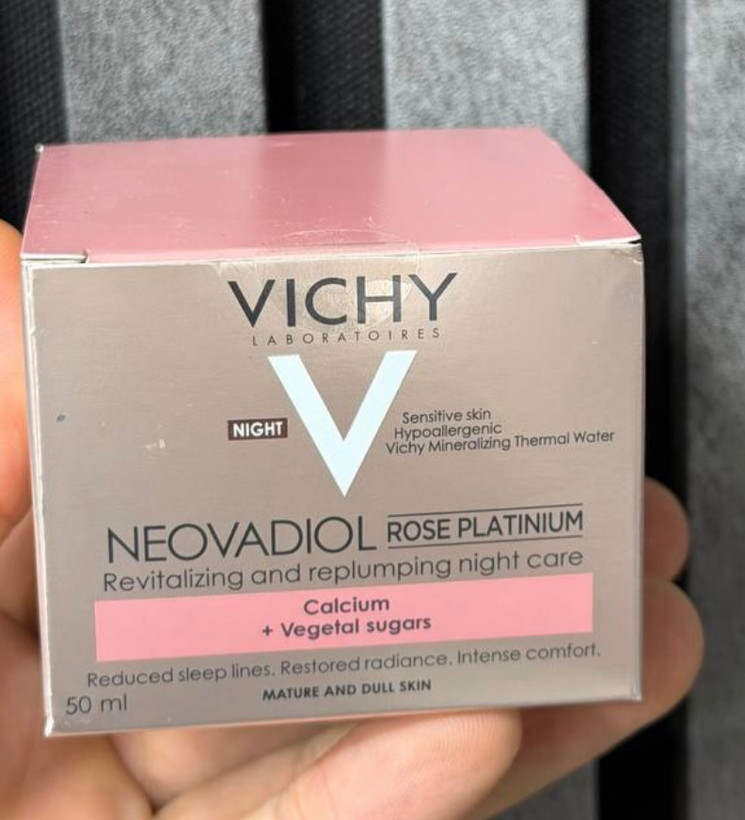 VICHY
LABORATOIRES
NIGHT
Sensitive skin
Hypoallergenic
Vichy Mineralizing Thermal Water
NEOVADIOL ROSE PLATINIUM
Revitalizing and replumping night care
Calcium
+ Vegetal sugars
Reduced sleep lines. Restored radiance. Intense comfort.
50 ml
MATURE AND DULL SKIN